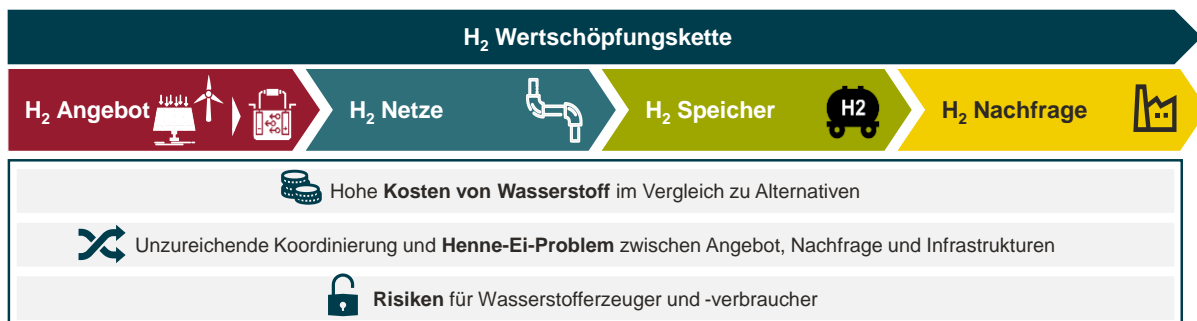 H₂ Wertschöpfungskette
H₂ Angebot
H₂ Netze
H₂ Speicher
H2
H₂ Nachfrage
Hohe Kosten von Wasserstoff im Vergleich zu Alternativen
Unzureichende Koordinierung und Henne-Ei-Problem zwischen Angebot, Nachfrage und Infrastrukturen
Risiken für Wasserstofferzeuger und -verbraucher